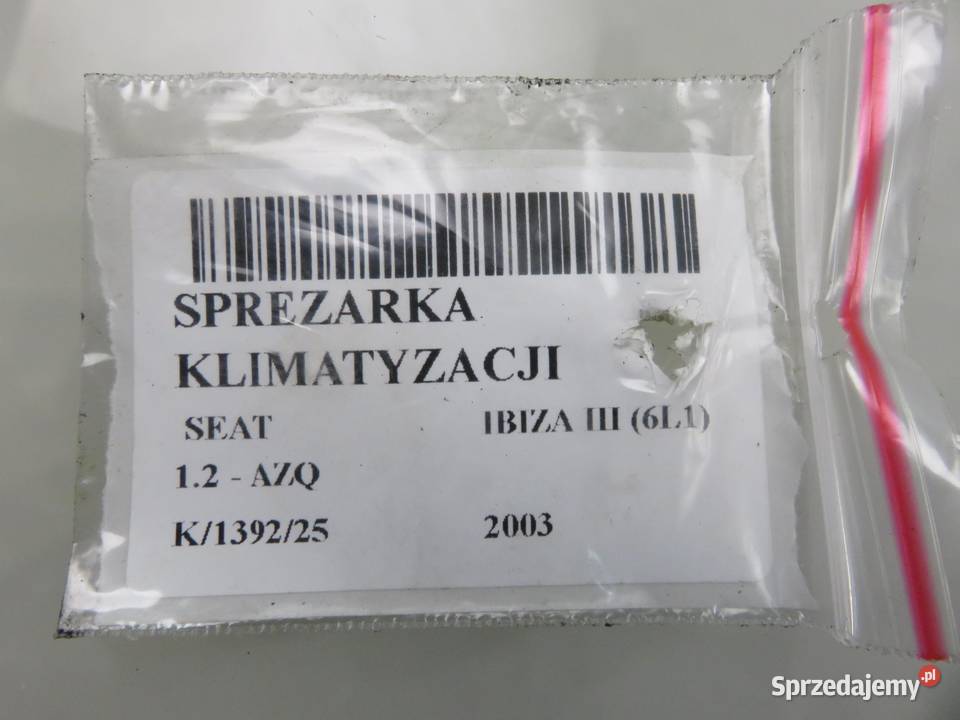 SPREZARKA
KLIMATYZACJI
SEAT IBIZA III (6L1)
1.2 - AZQ
K/1392/25 2003
Sprzedajemy.pl